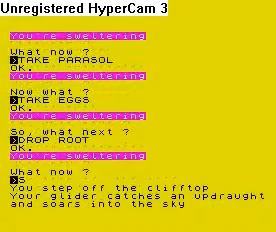 Unregistered HyperCam 3
You're sweltering
What now ?
>TAKE PARASOL
OK.
You're sweltering
Now what ?
>TAKE EGGS
OK.
You're sweltering
So, what next ?
>DROP ROOT
OK.
You're sweltering
What now ?
>S
You step off the clifftop
Your glider catches an updraught
and soars into the sky